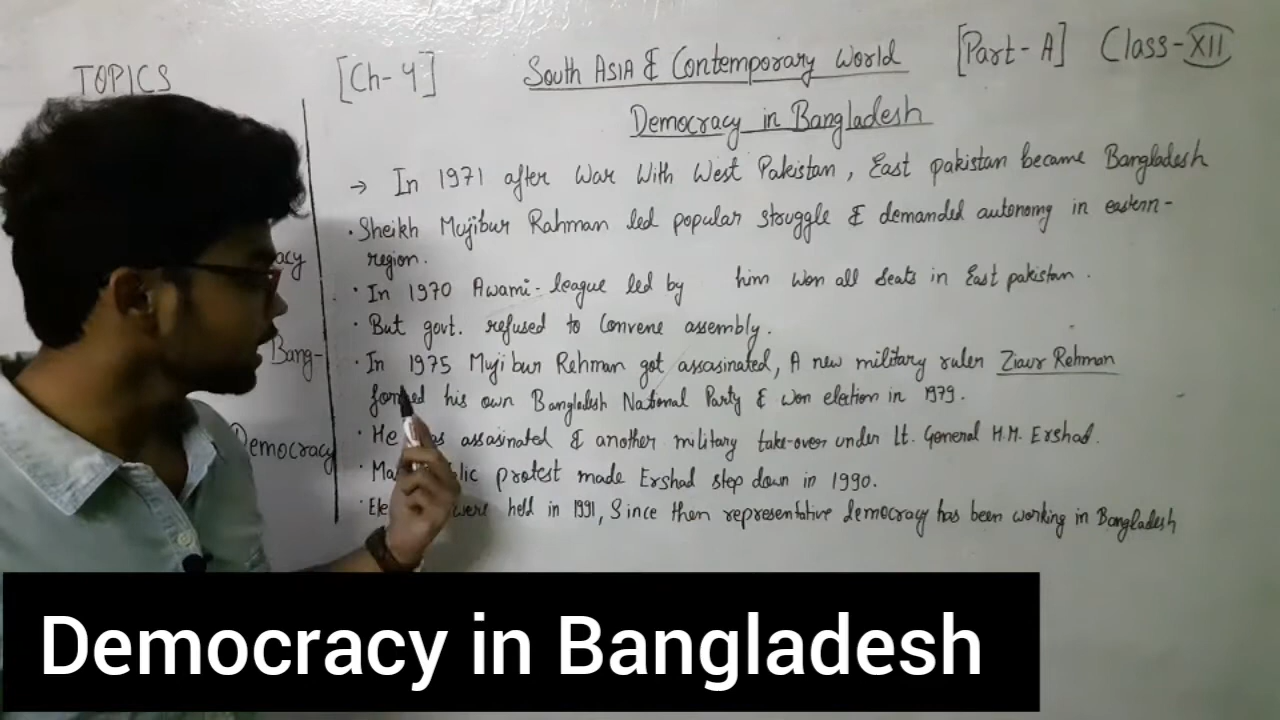 TOPICS
[Ch-4]
South ASIA & Contemporary World
[Part-A]
Class-XII
Democracy in Bangladesh
→ In 1971 after War With West Pakistan, East pakistan became Bangladesh
• Sheikh Mujibur Rahman led popular struggle & demanded autonomy in eastern-
region.
• In 1970 Awami-league led by him won all seats in East pakistan.
• But govt. refused to Convene assembly.
• In 1975 Mujibur Rehman got assasinated, A new military ruler Ziaur Rehman
formed his own Bangladesh National Party & won election in 1979.
• He assasinated & another military take-over under Lt. General H.M. Ershad.
• protest made Ershad step down in 1990.
• were held in 1991, Since then representative democracy has been working in Bangladesh
acy
Bang-
Democracy
Democracy in Bangladesh